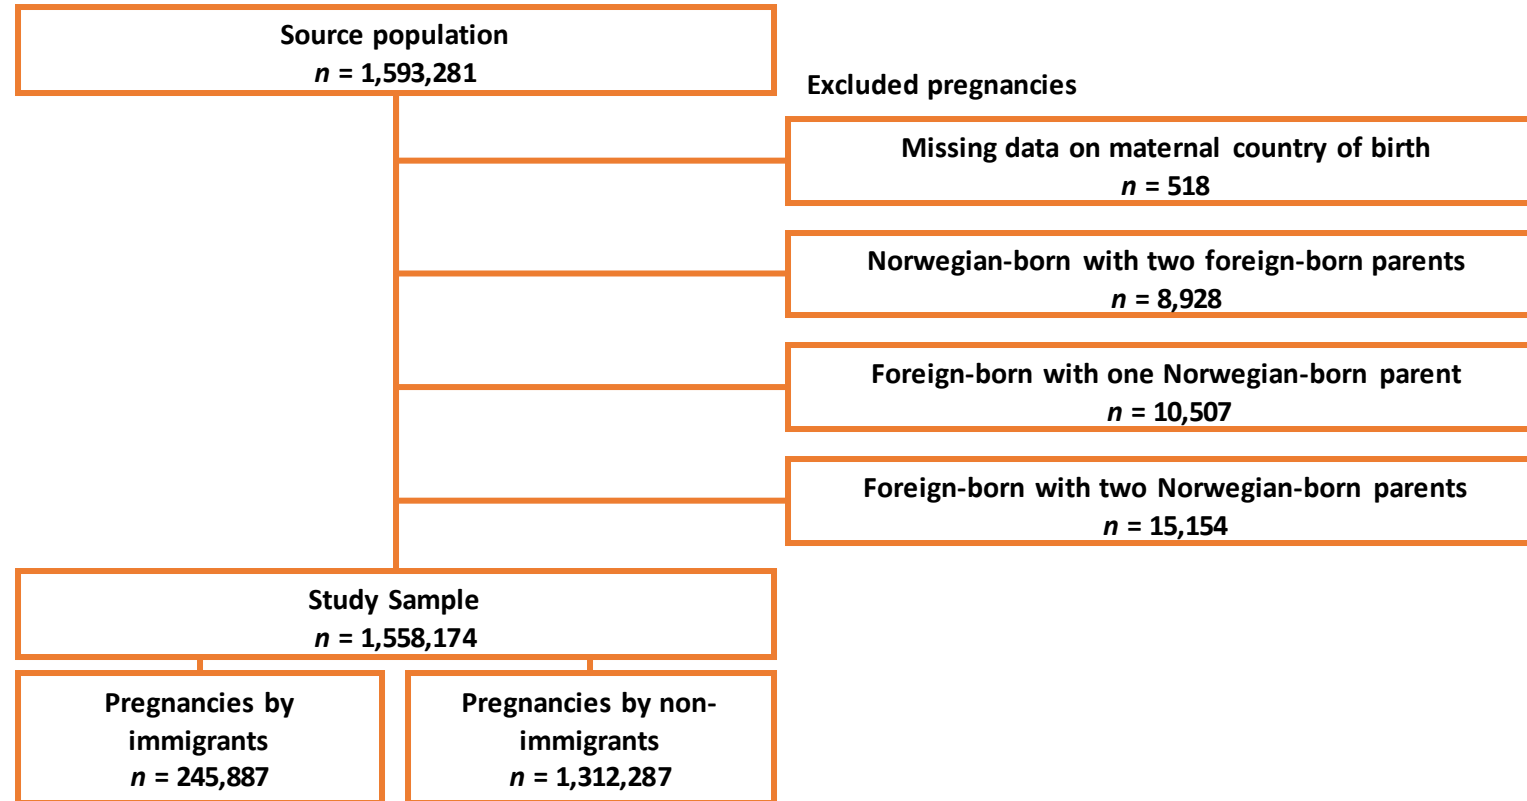 Source population
n = 1,593,281
Excluded pregnancies
Missing data on maternal country of birth
n = 518
Norwegian-born with two foreign-born parents
n = 8,928
Foreign-born with one Norwegian-born parent
n = 10,507
Foreign-born with two Norwegian-born parents
n = 15,154
Study Sample
n = 1,558,174
Pregnancies by
immigrants
n = 245,887
Pregnancies by non-
immigrants
n = 1,312,287